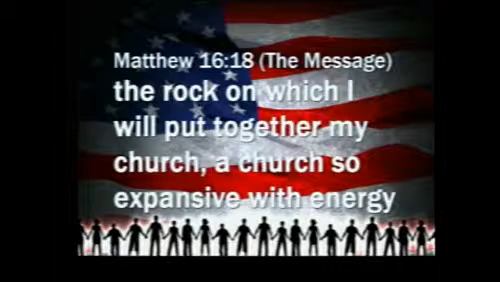 Matthew 16:18 (The Message)
the rock on which I
will put together my
church, a church so
expansive with energy